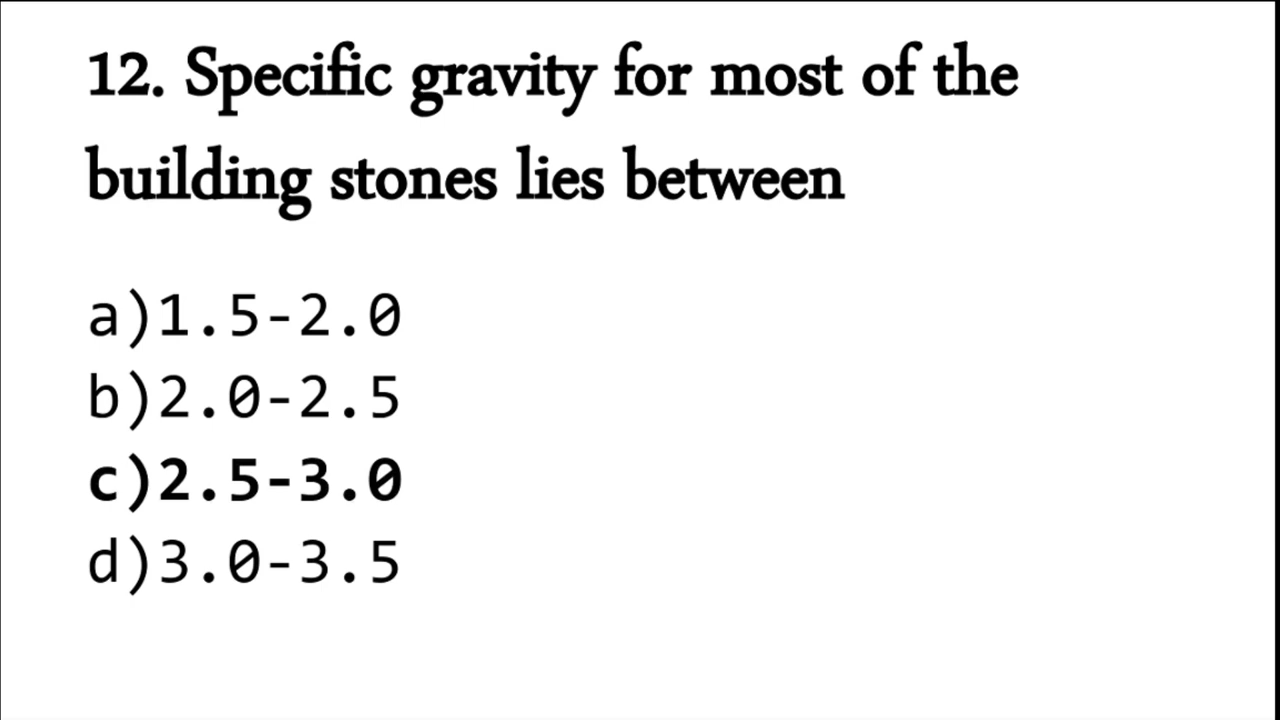 12. Specific gravity for most of the
building stones lies between
a)1.5-2.0
b)2.0-2.5
c)2.5-3.0
d)3.0-3.5